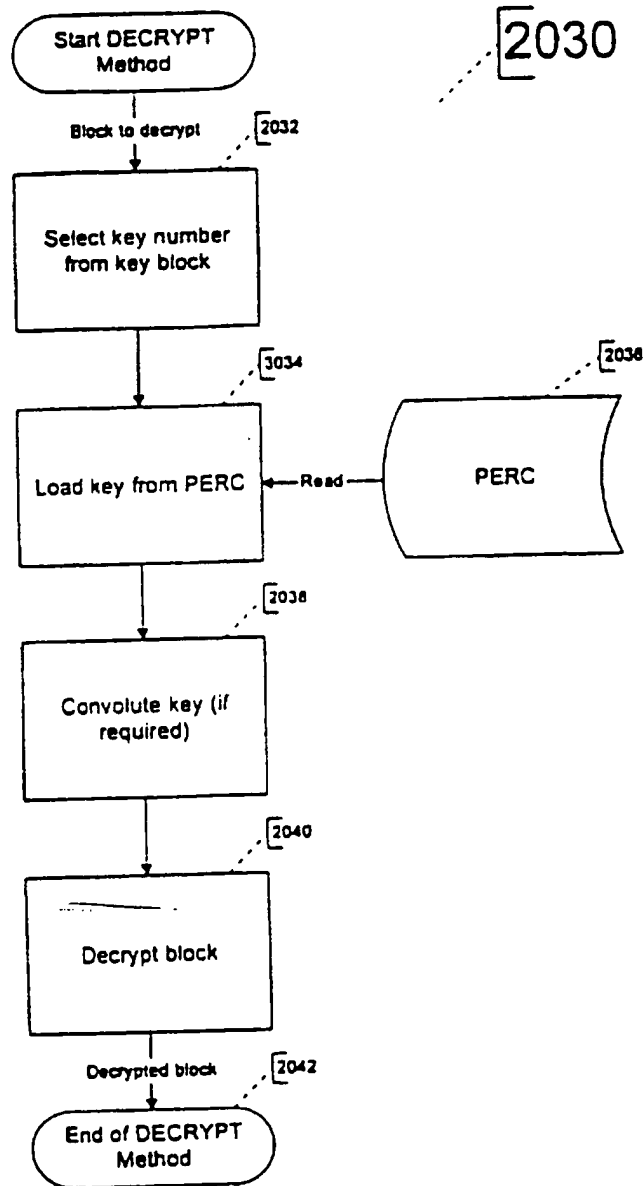 Start DECRYPT
Method
2030
Block to decrypt
2032
Select key number
from key block
3034
2036
Load key from PERC
Read
PERC
2038
Convolute key (if
required)
2040
Decrypt block
Decrypted block
2042
End of DECRYPT
Method